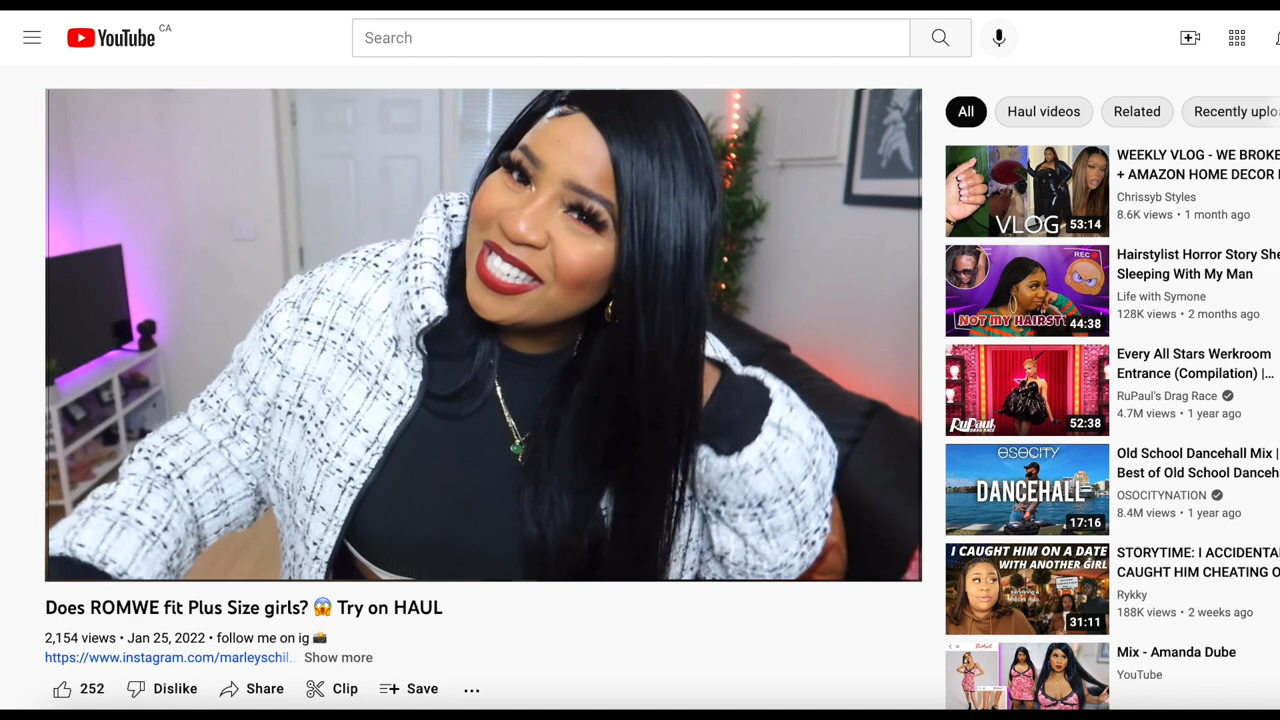 YouTube CA
Search
All
Haul videos
Related
Recently uplo
WEEKLY VLOG - WE BROKE
+ AMAZON HOME DECOR
Chrissyb Styles
8.6K views • 1 month ago
VLOG
53:14
Hairstylist Horror Story She
Sleeping With My Man
Life with Symone
128K views • 2 months ago
REC
NOT MY HAIRSTY
44:38
Every All Stars Werkroom
Entrance (Compilation) |...
RuPaul's Drag Race
4.7M views • 1 year ago
RuPaul's
DRAG RACE
52:38
Old School Dancehall Mix |
Best of Old School Danceh
OSOCITYNATION
8.4M views • 1 year ago
OSOCITY
DANCEHALL
17:16
STORYTIME: I ACCIDENTA
CAUGHT HIM CHEATING O
Rykky
188K views • 2 weeks ago
I CAUGHT HIM ON A DATE
WITH ANOTHER GIRL
31:11
Mix - Amanda Dube
YouTube
Does ROMWE fit Plus Size girls? 😱 Try on HAUL
2,154 views • Jan 25, 2022 • follow me on ig 📸
https://www.instagram.com/marleyschil... Show more
252
Dislike
Share
Clip
Save
...